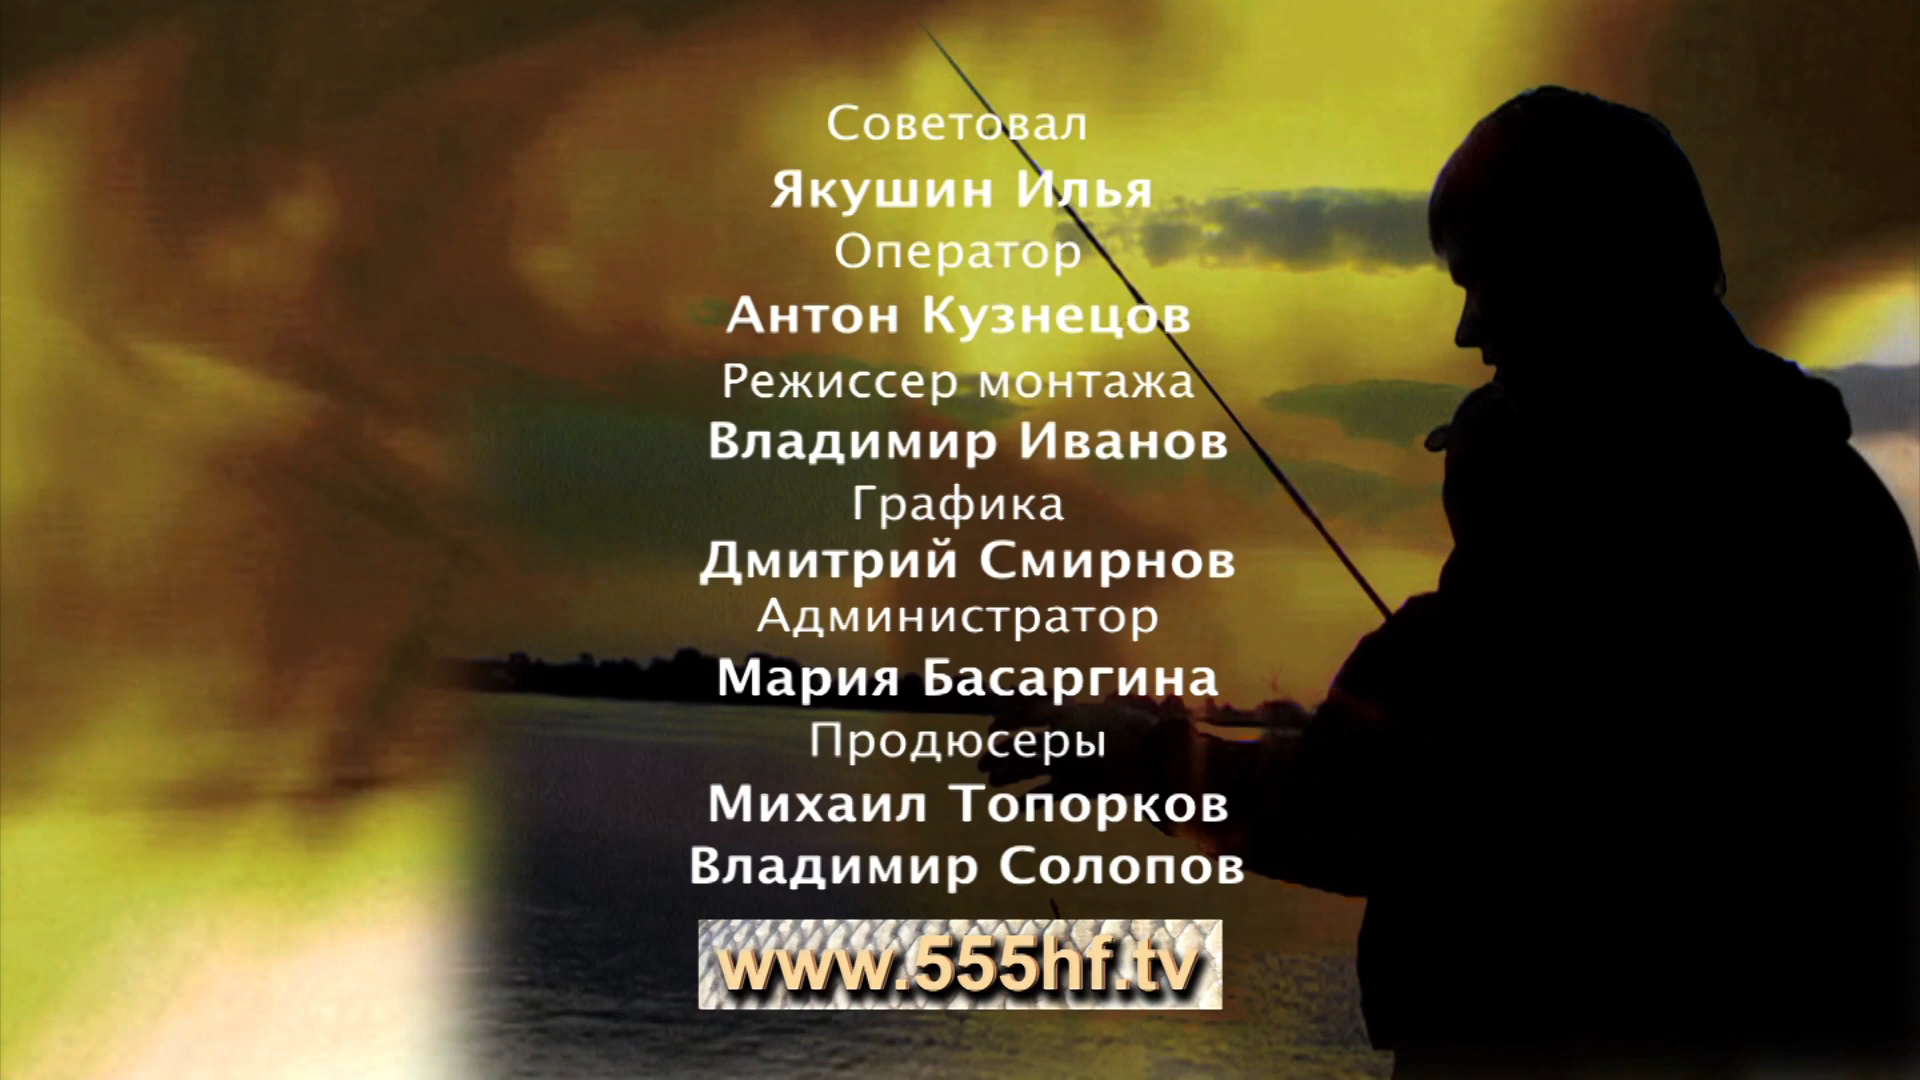 Советовал
Якушин Илья
Оператор
Антон Кузнецов
Режиссер монтажа
Владимир Иванов
Графика
Дмитрий Смирнов
Администратор
Мария Басаргина
Продюсеры
Михаил Топорков
Владимир Солопов
www.555hf.tv